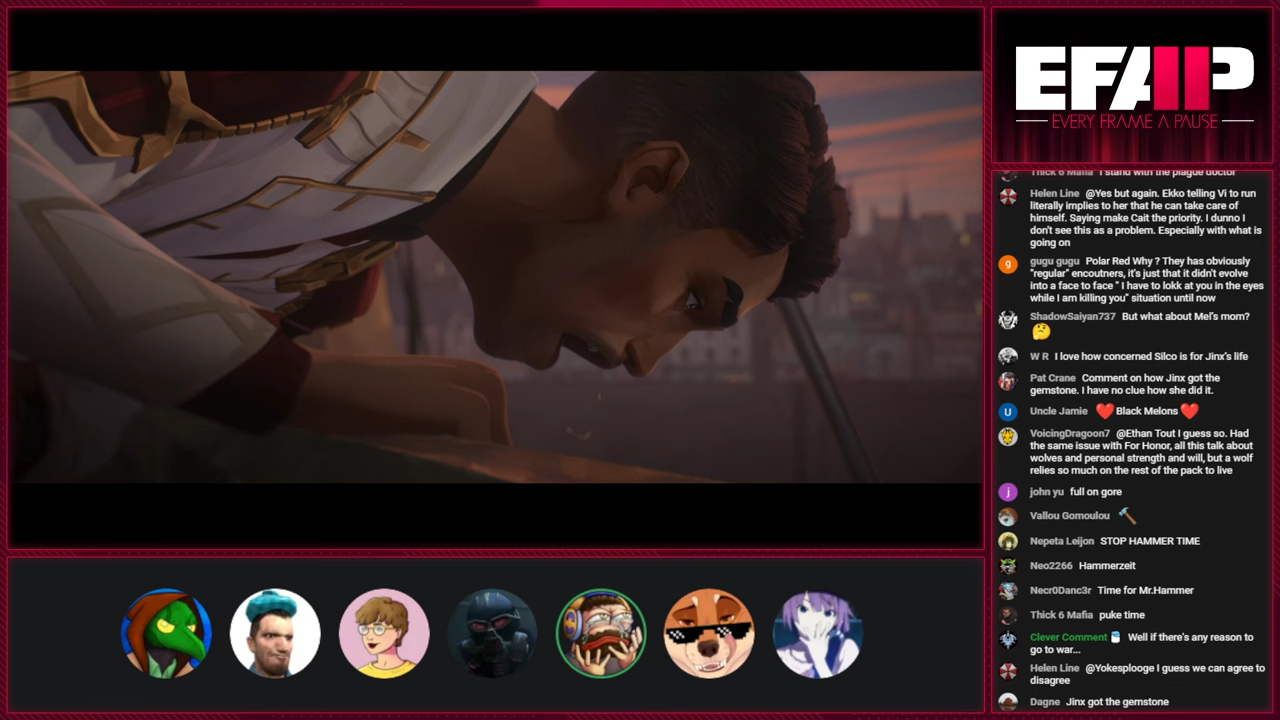 EFAP
EVERY FRAME A PAUSE
Thick 6 Mafia I stand with the plague doctor
Helen Line @Yes but again. Ekko telling Vi to run
literally implies to her that he can take care of
himself. Saying make Cait the priority. I dunno I
don't see this as a problem. Especially with what is
going on
g
gugu gugu Polar Red Why ? They has obviously
"regular" encoutners, it's just that it didn't evolve
into a face to face " I have to lokk at you in the eyes
while I am killing you" situation until now
ShadowSaiyan737 But what about Mel's mom?
W R I love how concerned Silco is for Jinx's life
Pat Crane Comment on how Jinx got the
gemstone. I have no clue how she did it.
U
Uncle Jamie Black Melons
VoicingDragoon7 @Ethan Tout I guess so. Had
the same issue with For Honor, all this talk about
wolves and personal strength and will, but a wolf
relies so much on the rest of the pack to live
j
john yu full on gore
Vallou Gomoulou
Nepeta Leijon STOP HAMMER TIME
Neo2266 Hammerzeit
Necr0Danc3r Time for Mr.Hammer
Thick 6 Mafia puke time
Clever Comment Well if there's any reason to
go to war...
Helen Line @Yokesplooge I guess we can agree to
disagree
Dagne Jinx got the gemstone